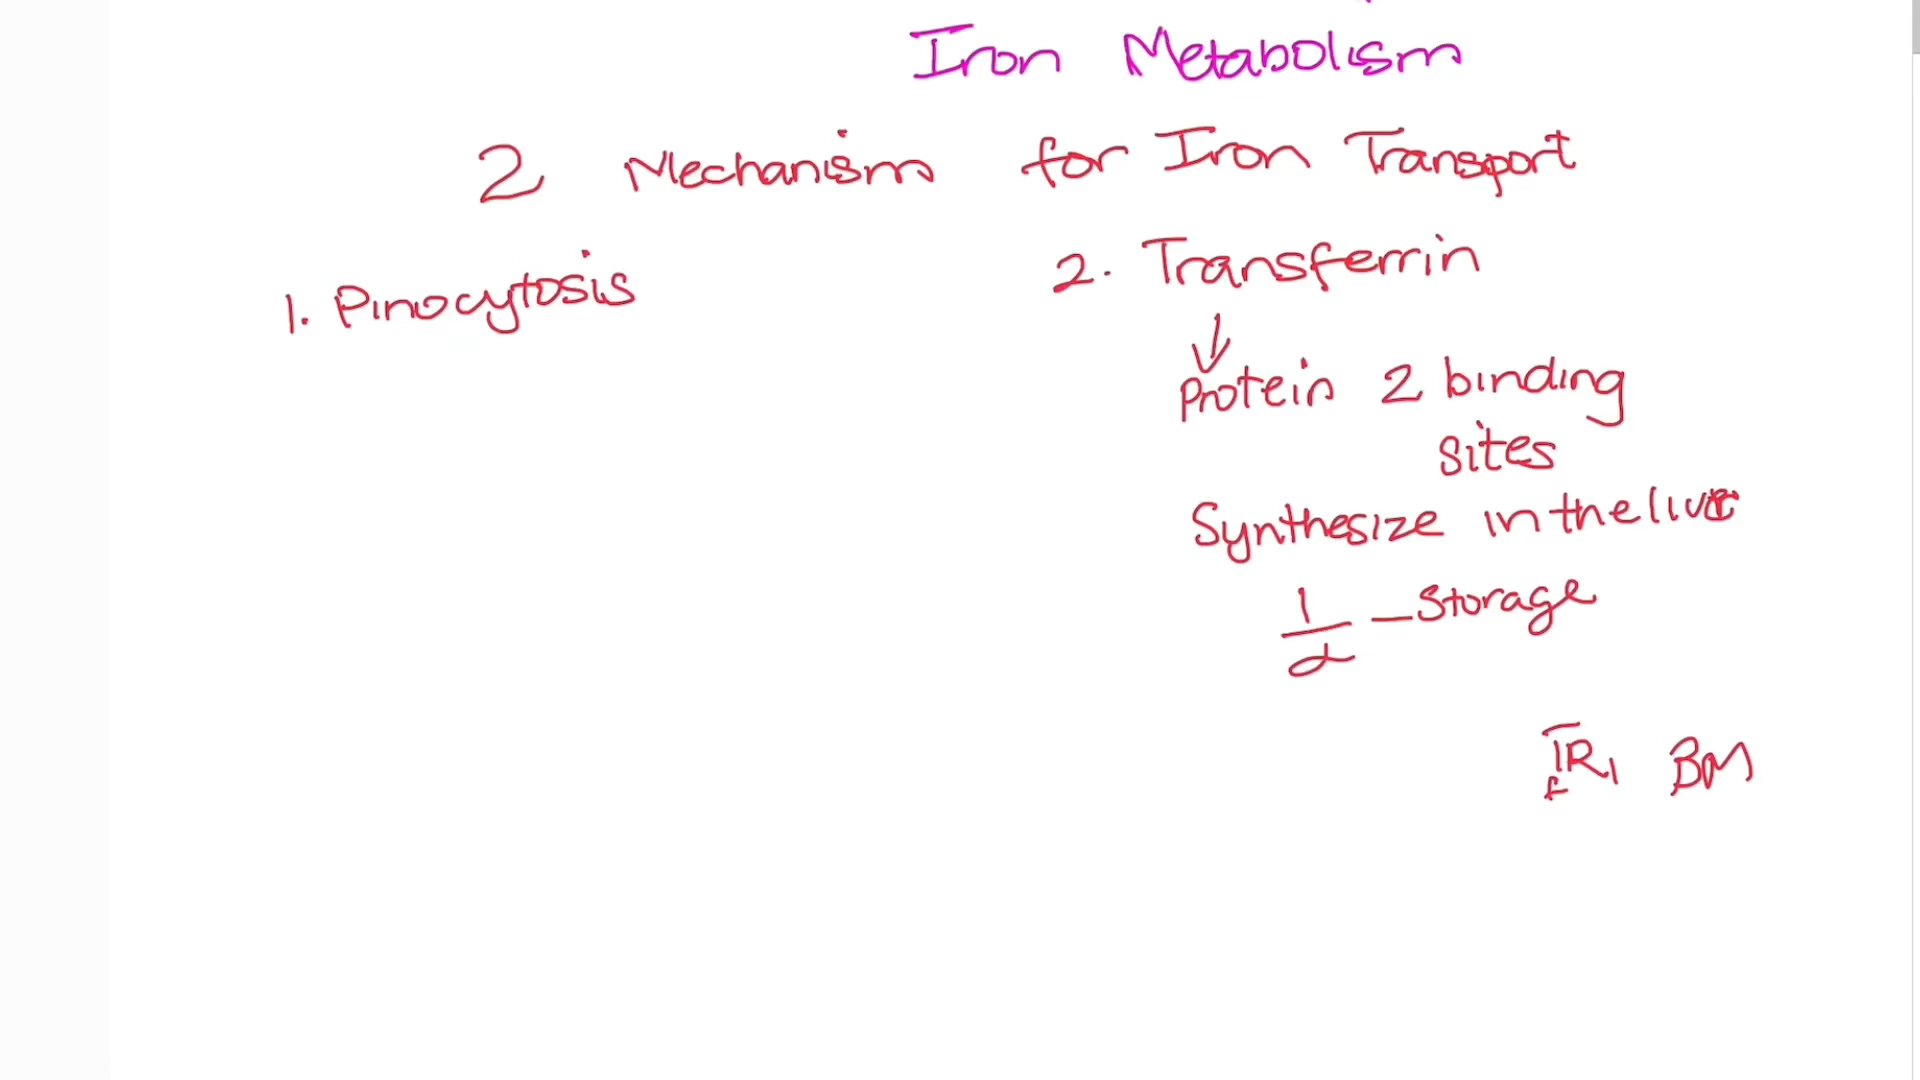 Iron Metabolism
2 Mechanism for Iron Transport
1. Pinocytosis
2. Transferrin
↓
Protein 2 binding
sites
Synthesize in the liver
1/2 — Storage
BM